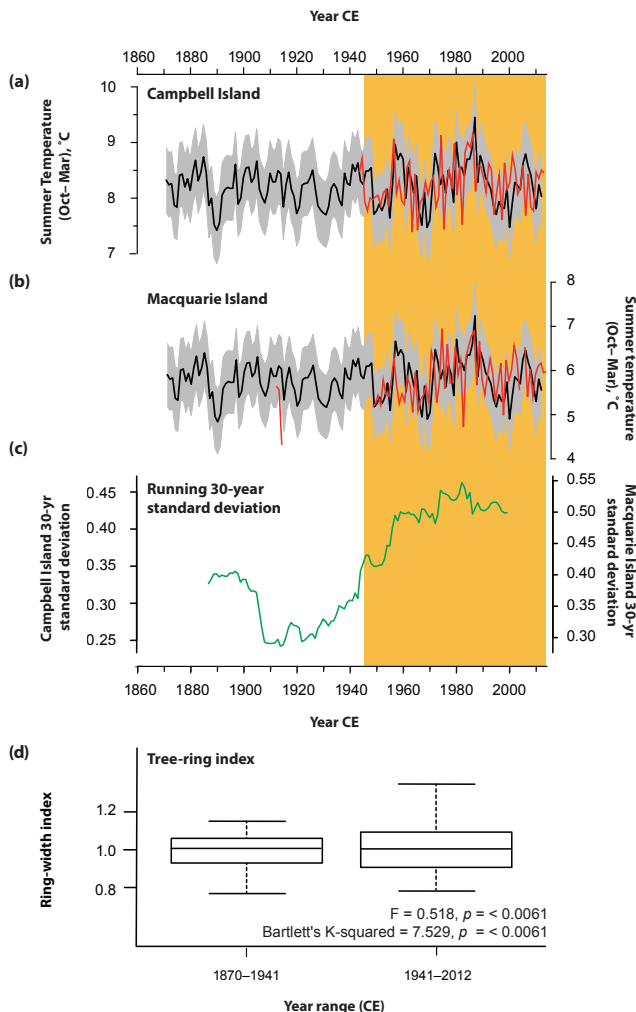 Year CE
1860 1880 1900 1920 1940 1960 1980 2000
(a)
Campbell Island
Summer Temperature
(Oct– Mar), ˚C
10
9
8
7
(b)
Macquarie Island
Summer temperature
(Oct– Mar), ˚C
8
7
6
5
4
(c)
Running 30-year
standard deviation
Campbell Island 30-yr
standard deviation
0.45
0.40
0.35
0.30
0.25
Macquarie Island 30-yr
standard deviation
0.55
0.50
0.45
0.40
0.35
0.30
1860 1880 1900 1920 1940 1960 1980 2000
Year CE
(d)
Tree-ring index
Ring-width index
1.2
1.0
0.8
F = 0.518, p = < 0.0061
Bartlett's K-squared = 7.529, p = < 0.0061
1870–1941 1941–2012
Year range (CE)